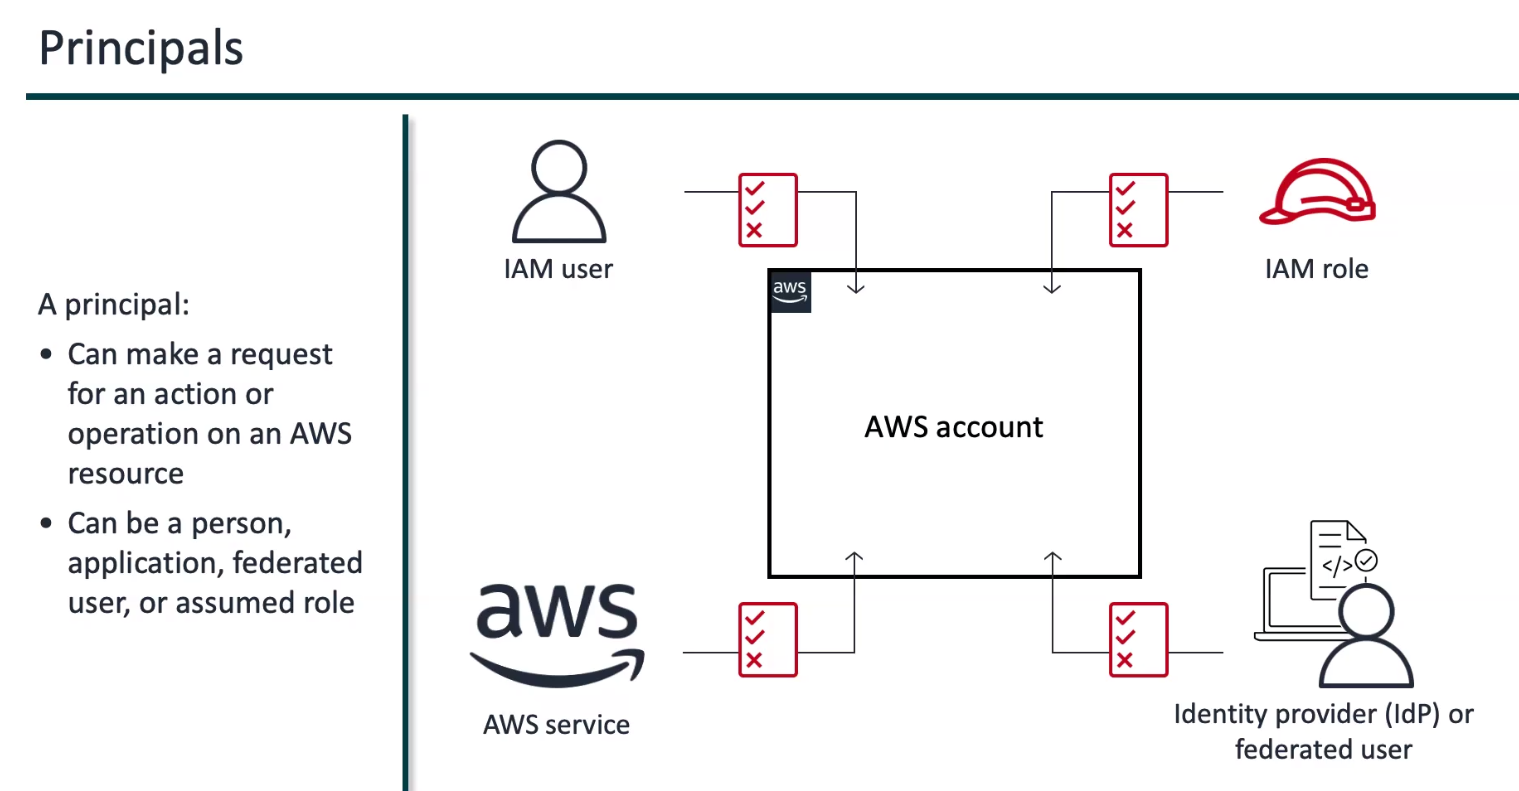 Principals
A principal:
• Can make a request
for an action or
operation on an AWS
resource
• Can be a person,
application, federated
user, or assumed role
IAM user
IAM role
aws
AWS account
</>
aws
AWS service
Identity provider (IdP) or
federated user